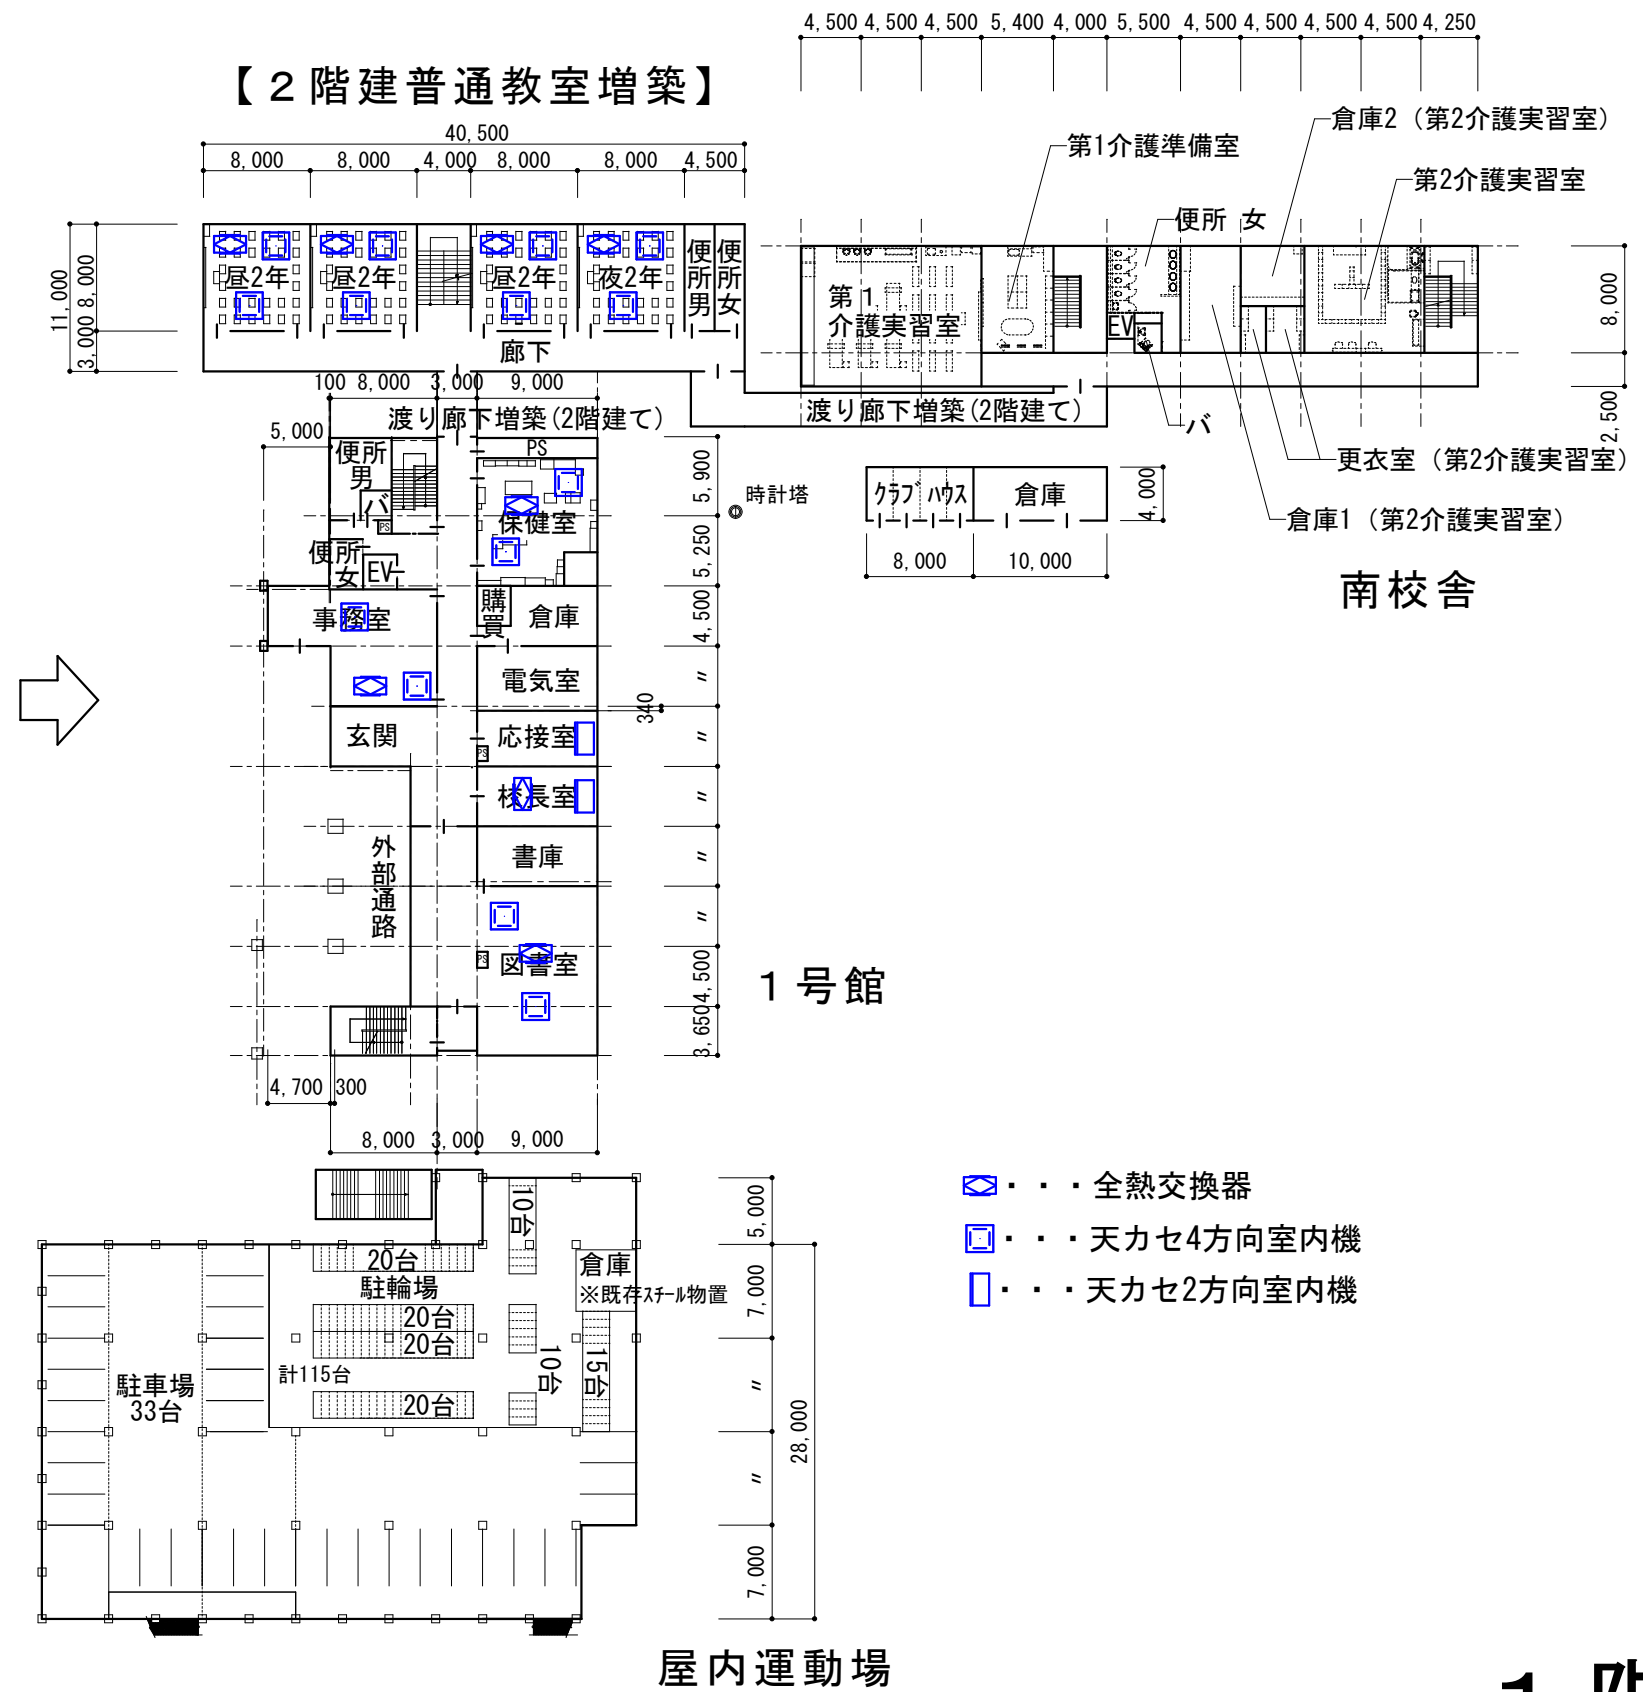 【２階建普通教室増築】
40,500
8,000 8,000 4,000 8,000 8,000 4,500
4,500 4,500 4,500 5,400 4,000 5,500 4,500 4,500 4,500 4,500 4,250
倉庫2（第2介護実習室）
第1介護準備室
第2介護実習室
便所 女
11,000
8,000
3,000
昼2年
昼2年
昼2年
夜2年
便所男
便所女
廊下
第１
介護実習室
EV
8,000
2,500
100 8,000 3,000 9,000
渡り廊下増築(2階建て)
渡り廊下増築(2階建て)
バ
更衣室（第2介護実習室）
倉庫1（第2介護実習室）
5,000
便所
男
バ
PS
PS
保健室
便所
女
EV
時計塔
クラブハウス
倉庫
4,000
8,000 10,000
南校舎
5,900
5,250
4,500
〃
〃
〃
〃
〃
4,500
3,650
340
事務室
購買
倉庫
電気室
玄関
応接室
PS
校長室
書庫
外部通路
図書室
PS
１号館
4,700 300
8,000 3,000 9,000
・・・全熱交換器
・・・天カセ4方向室内機
・・・天カセ2方向室内機
10台
20台
駐輪場
倉庫
※既存スチール物置
20台
20台
10台
15台
計115台
20台
駐車場
33台
5,000
7,000
〃
〃
7,000
28,000
屋内運動場
１階